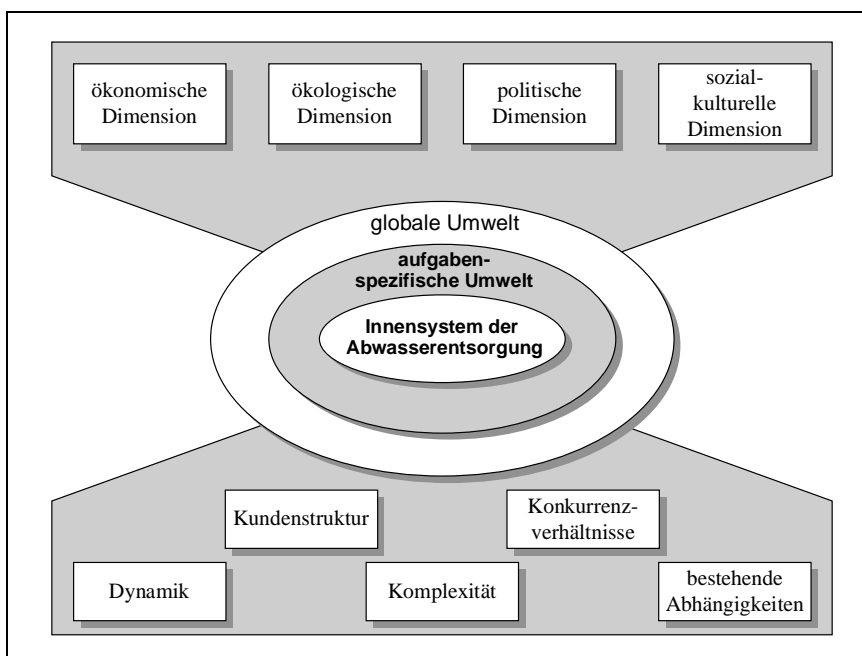 ökonomische
Dimension
ökologische
Dimension
politische
Dimension
sozial-
kulturelle
Dimension
globale Umwelt
aufgaben-
spezifische Umwelt
Innensystem der
Abwasserentsorgung
Kundenstruktur
Konkurrenz-
verhältnisse
Dynamik
Komplexität
bestehende
Abhängigkeiten